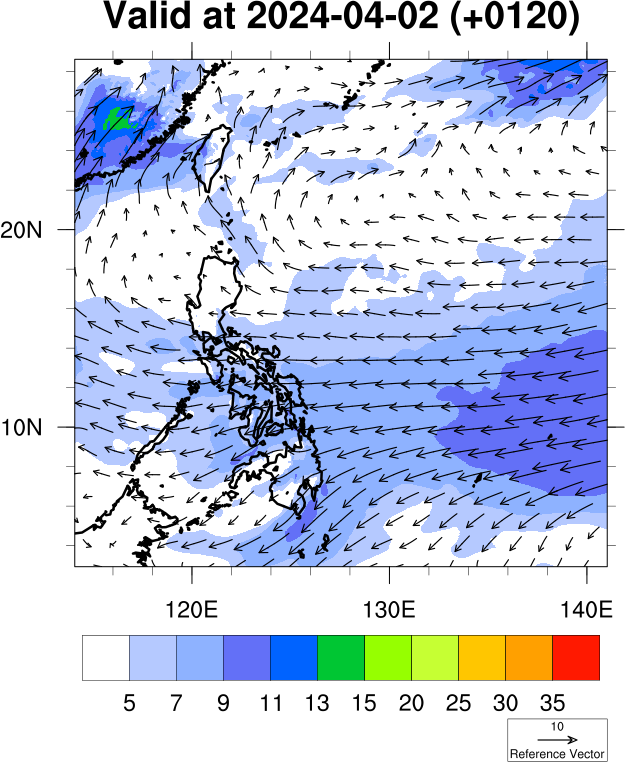 Valid at 2024-04-02 (+0120)
20N
10N
120E 130E 140E
5 7 9 11 13 15 20 25 30 35
10
Reference Vector